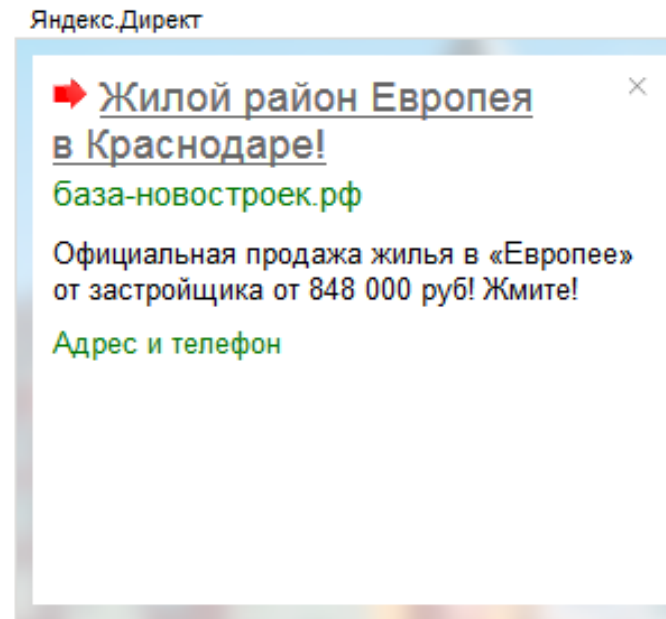 Яндекс.Директ
Жилой район Европея
в Краснодаре!
база-новостроек.рф
Официальная продажа жилья в «Европее»
от застройщика от 848 000 руб! Жмите!
Адрес и телефон